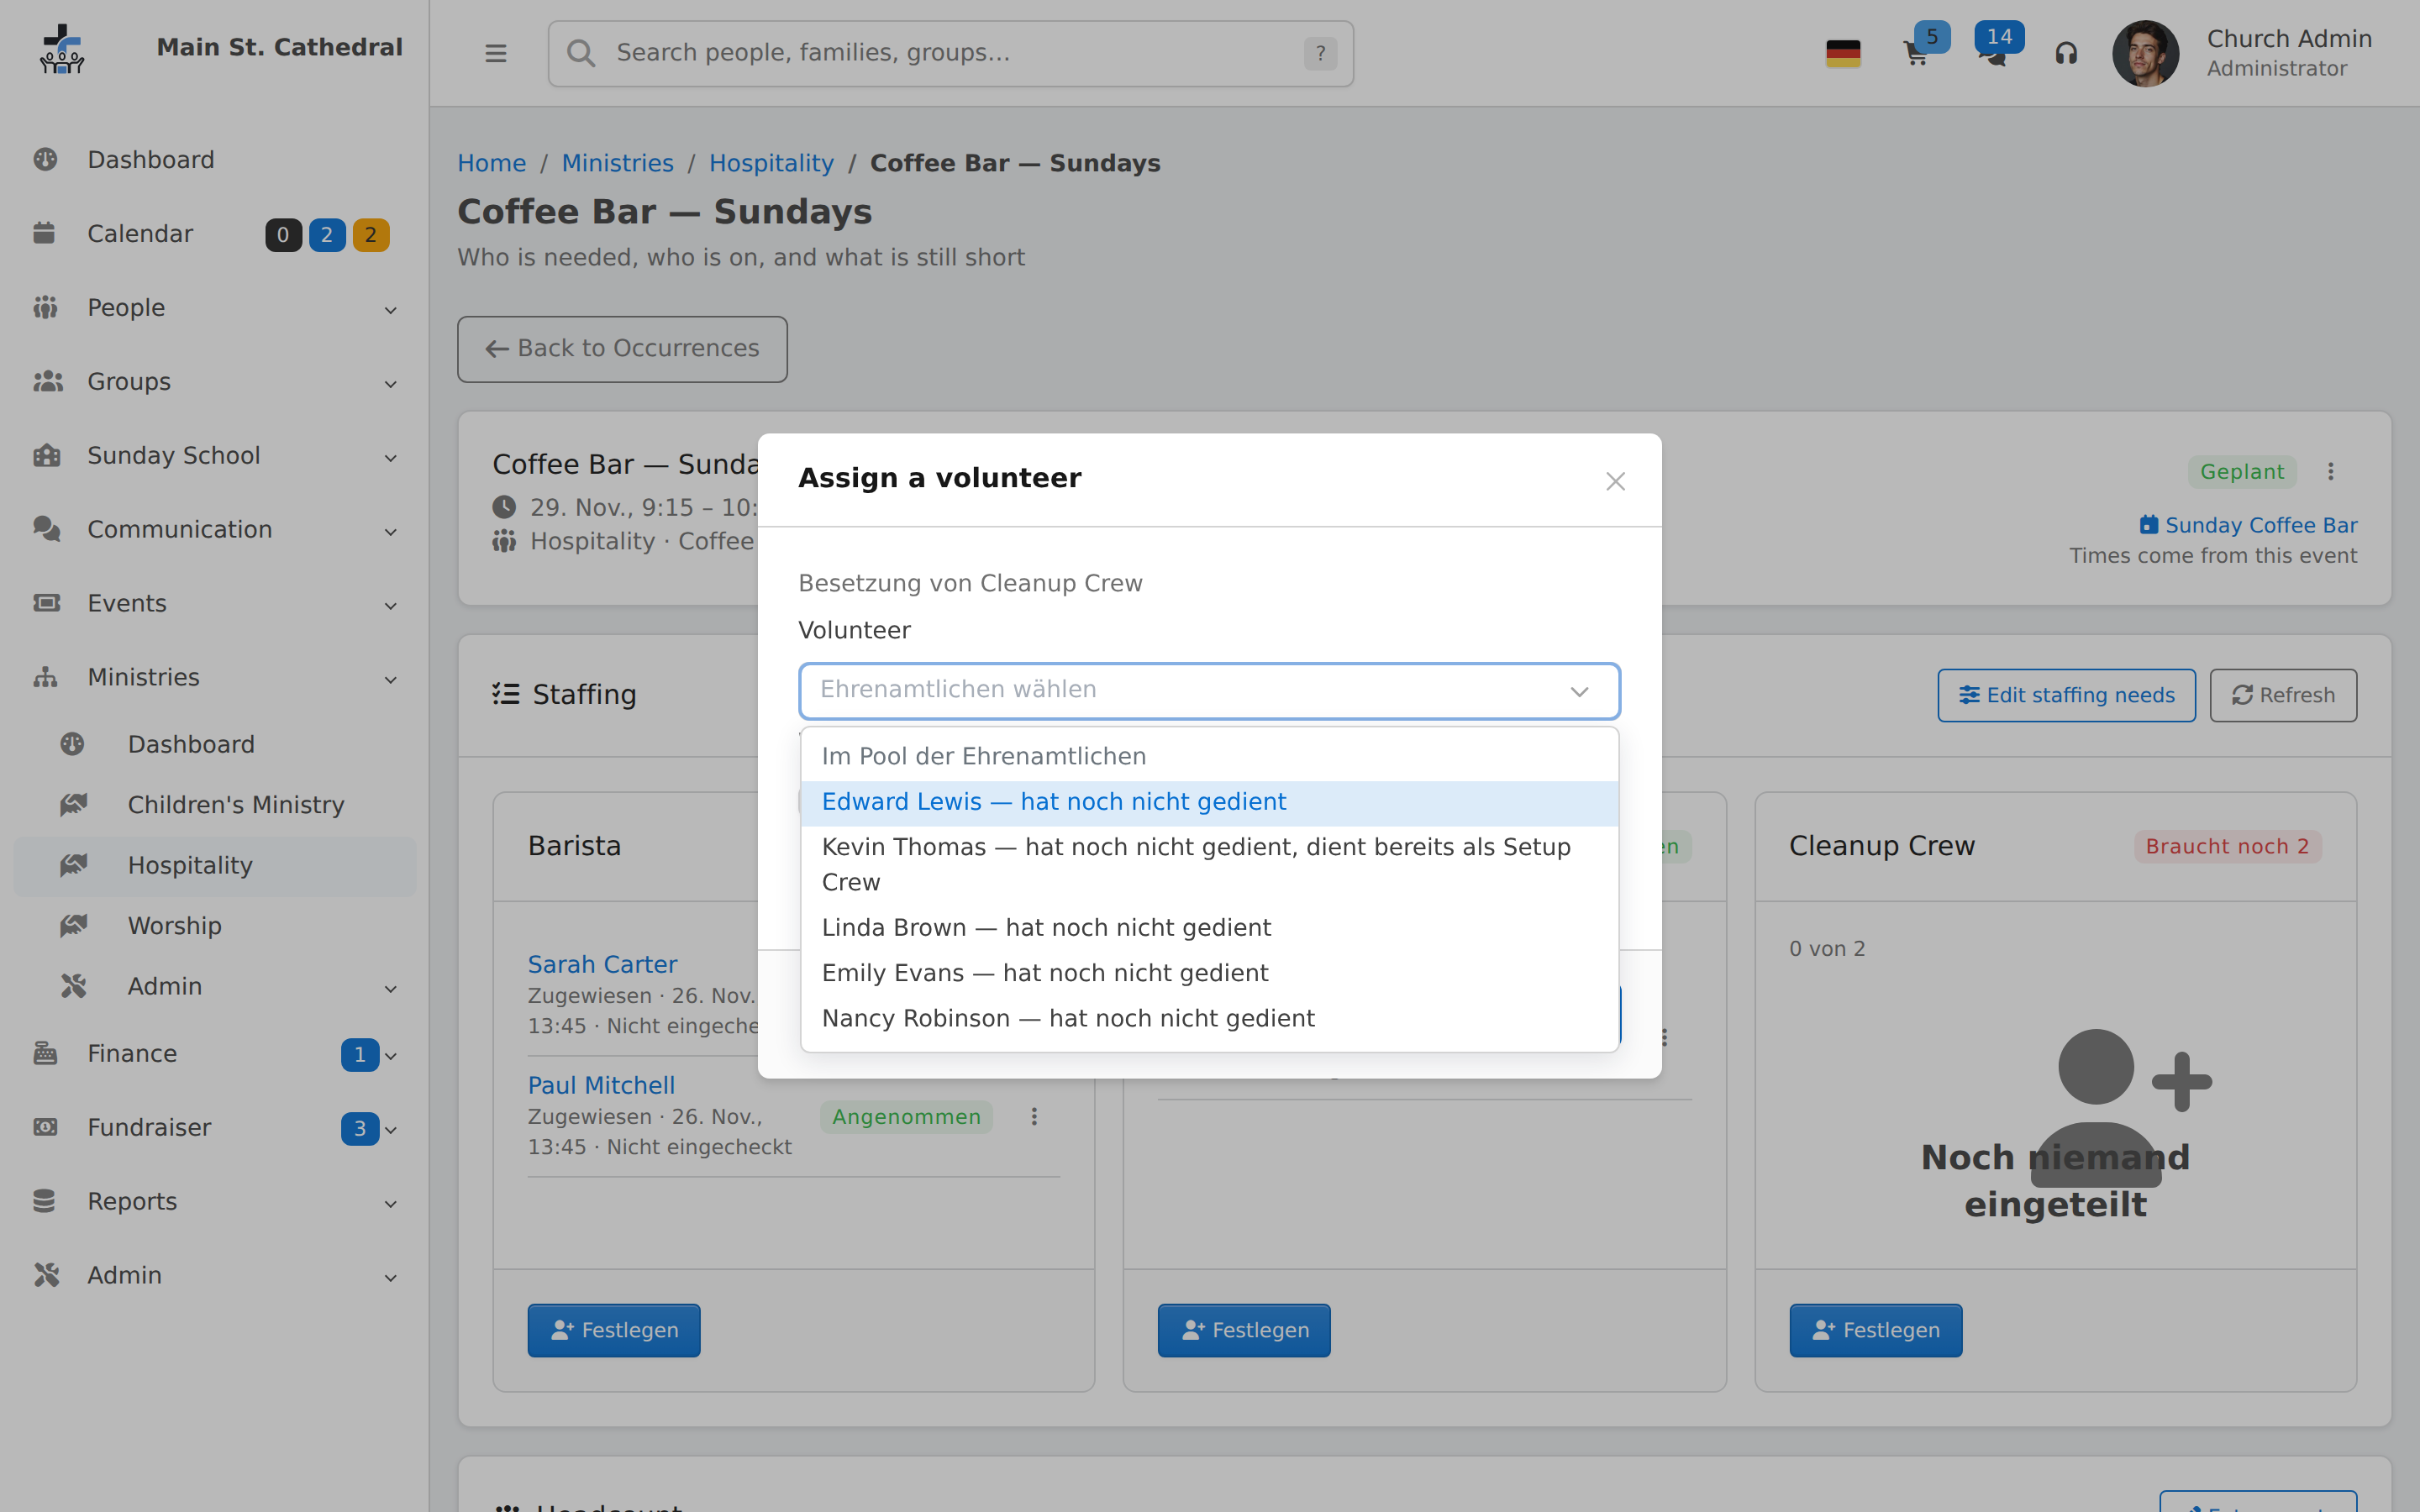 Main St. Cathedral
Search people, families, groups...
?
5
14
Church Admin
Administrator
Dashboard
Calendar
0
2
2
People
Groups
Sunday School
Communication
Events
Ministries
Dashboard
Children's Ministry
Hospitality
Worship
Admin
Finance
1
Fundraiser
3
Reports
Admin
Home / Ministries / Hospitality / Coffee Bar — Sundays
Coffee Bar — Sundays
Who is needed, who is on, and what is still short
Back to Occurrences
Coffee Bar — Sunda
29. Nov., 9:15 – 10:
Hospitality · Coffee
Geplant
Sunday Coffee Bar
Times come from this event
Assign a volunteer
Besetzung von Cleanup Crew
Volunteer
Ehrenamtlichen wählen
Im Pool der Ehrenamtlichen
Edward Lewis — hat noch nicht gedient
Kevin Thomas — hat noch nicht gedient, dient bereits als Setup
Crew
Linda Brown — hat noch nicht gedient
Emily Evans — hat noch nicht gedient
Nancy Robinson — hat noch nicht gedient
Staffing
Edit staffing needs
Refresh
Barista
Sarah Carter
Zugewiesen · 26. Nov.
13:45 · Nicht eingeche
Paul Mitchell
Zugewiesen · 26. Nov.,
13:45 · Nicht eingecheckt
Angenommen
Festlegen
en
Festlegen
Cleanup Crew
Braucht noch 2
0 von 2
Noch niemand
eingeteilt
Festlegen